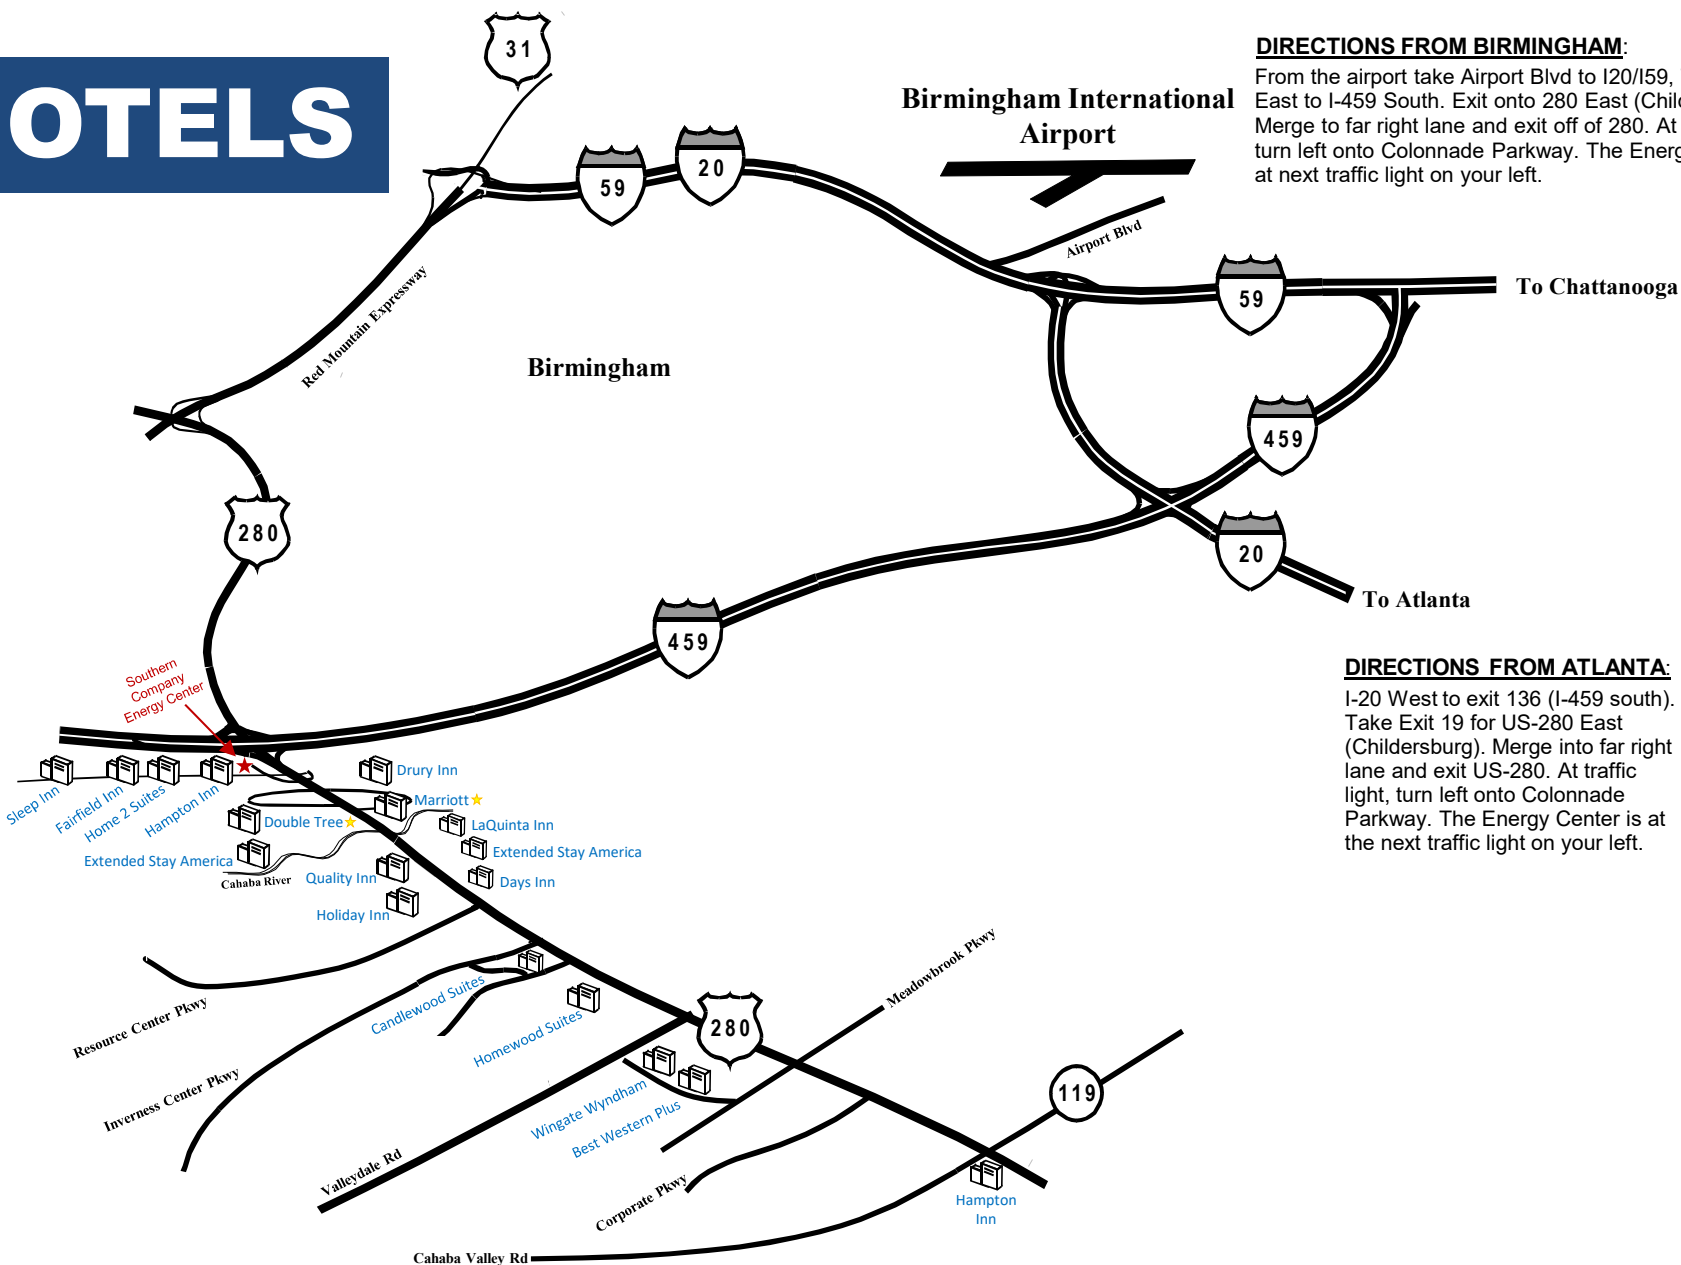 OTELS
31
DIRECTIONS FROM BIRMINGHAM:
From the airport take Airport Blvd to I20/I59,
East to I-459 South. Exit onto 280 East
Merge to far right lane and exit off of 280. At
turn left onto Colonnade Parkway. The
at next traffic light on your left.
Birmingham International
Airport
59
20
Airport Blvd
59
To Chattanooga
Red Mountain Expressway
Birmingham
459
280
20
To Atlanta
459
Southern
Company
Energy Center
DIRECTIONS FROM ATLANTA:
I-20 West to exit 136 (I-459 south).
Take Exit 19 for US-280 East
(Childersburg). Merge into far right
lane and exit US-280. At traffic
light, turn left onto Colonnade
Parkway. The Energy Center is at
the next traffic light on your left.
Sleep Inn
Fairfield Inn
Home 2 Suites
Hampton Inn
Drury Inn
Marriott
Double Tree
LaQuinta Inn
Extended Stay America
Extended Stay America
Cahaba River
Quality Inn
Days Inn
Holiday Inn
Resource Center Pkwy
Candlewood Suites
Homewood Suites
Meadowbrook Pkwy
280
Inverness Center Pkwy
Wingate Wyndham
Best Western Plus
119
Valleydale Rd
Corporate Pkwy
Hampton
Inn
Cahaba Valley Rd